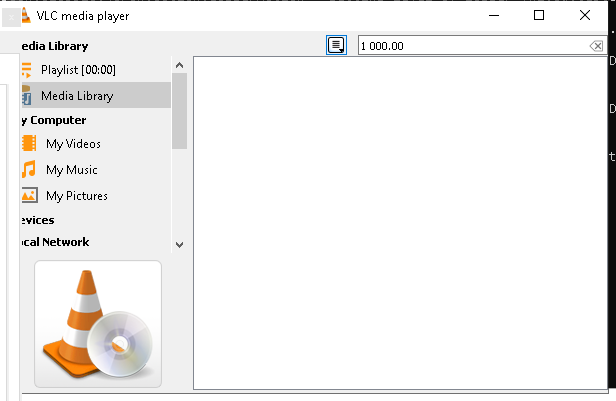 VLC media player
edia Library
1 000.00
Playlist [00:00]
Media Library
y Computer
My Videos
My Music
My Pictures
evices
ocal Network
.
D
D
t